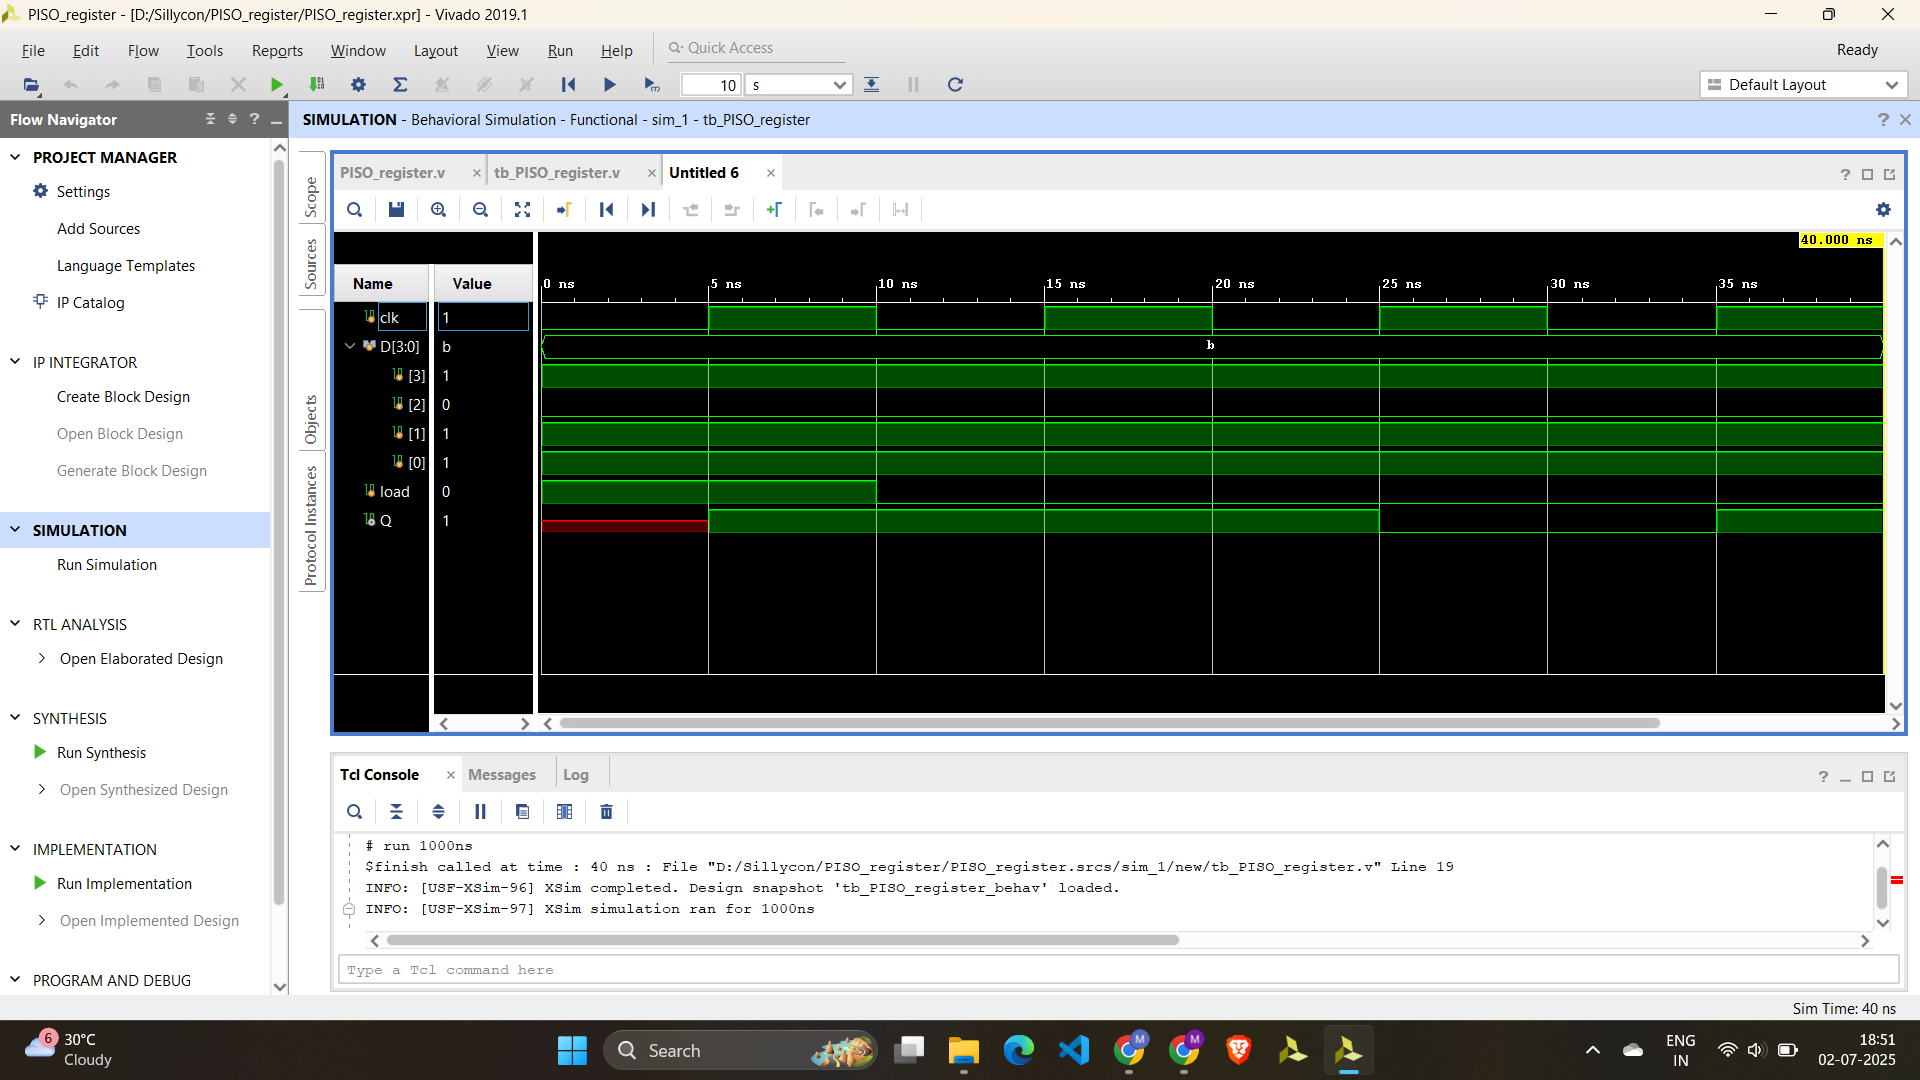 PISO_register - [D:/Sillycon/PISO_register/PISO_register.xpr] - Vivado 2019.1
File Edit Flow Tools Reports Window Layout View Run Help Quick Access Ready
10 s Default Layout
Flow Navigator
SIMULATION - Behavioral Simulation - Functional - sim_1 - tb_PISO_register
PROJECT MANAGER
Settings
Add Sources
Language Templates
IP Catalog
IP INTEGRATOR
Create Block Design
Open Block Design
Generate Block Design
SIMULATION
Run Simulation
RTL ANALYSIS
Open Elaborated Design
SYNTHESIS
Run Synthesis
Open Synthesized Design
IMPLEMENTATION
Run Implementation
Open Implemented Design
PROGRAM AND DEBUG
Scope
Sources
Objects
Protocol Instances
PISO_register.v tb_PISO_register.v Untitled 6
40.000 ns
Name Value 0 ns 5 ns 10 ns 15 ns 20 ns 25 ns 30 ns 35 ns
clk 1
D[3:0] b b
[3] 1
[2] 0
[1] 1
[0] 1
load 0
Q 1
Tcl Console Messages Log
# run 1000ns
$finish called at time : 40 ns : File "D:/Sillycon/PISO_register/PISO_register.srcs/sim_1/new/tb_PISO_register.v" Line 19
INFO: [USF-XSim-96] XSim completed. Design snapshot 'tb_PISO_register_behav' loaded.
INFO: [USF-XSim-97] XSim simulation ran for 1000ns
Type a Tcl command here
Sim Time: 40 ns
6 30°C
Cloudy
Search
M M
ENG
IN
18:51
02-07-2025